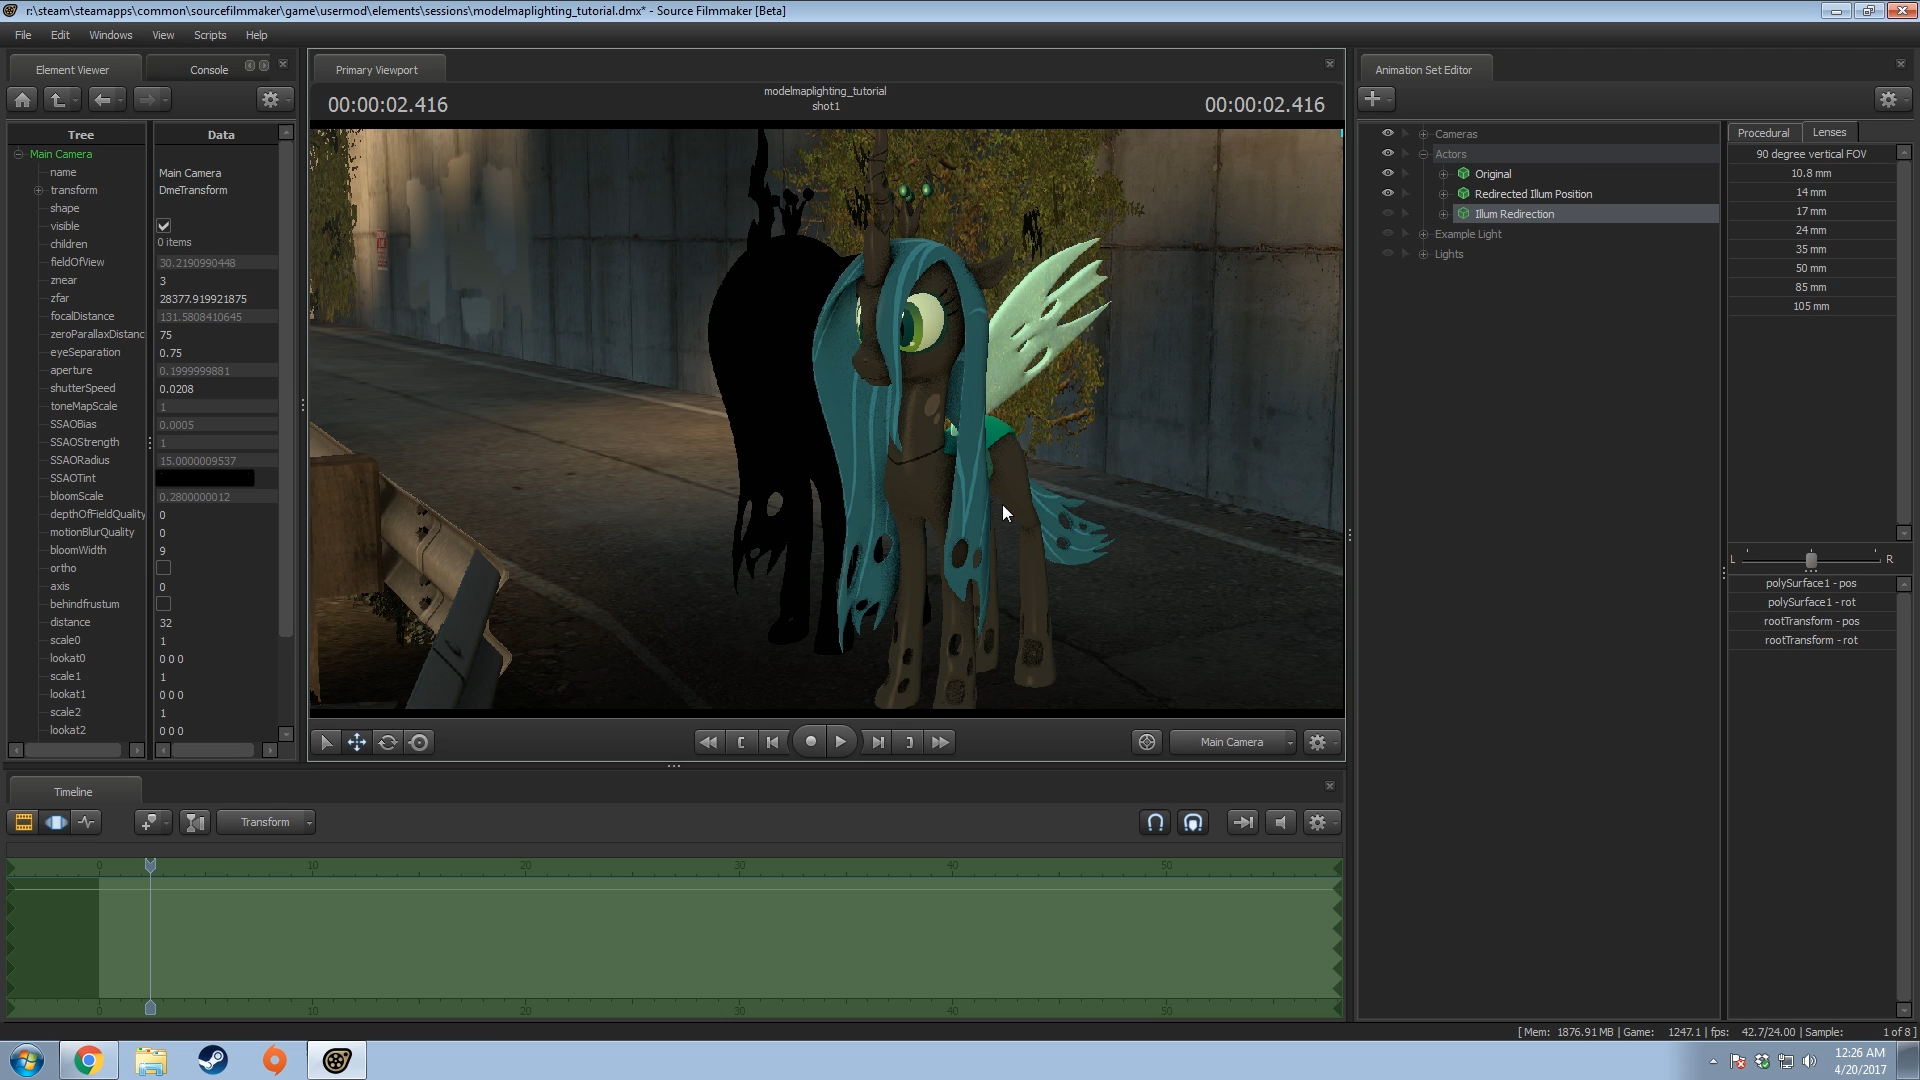 r:\steam\steamapps\common\sourcefilmmaker\game\usermod\elements\sessions\modelmaplighting_tutorial.dmx* - Source Filmmaker [Beta]
File Edit Windows View Scripts Help
Element Viewer
Console
Tree
Data
Main Camera
name
Main Camera
transform
DmeTransform
shape
visible
children
0 items
fieldOfView
30.2190990448
znear
3
zfar
28377.919921875
focalDistance
131.5808410645
zeroParallaxDistanc
75
eyeSeparation
0.75
aperture
0.1999999881
shutterSpeed
0.0208
toneMapScale
1
SSAOBias
0.0005
SSAOStrength
1
SSAORadius
15.0000009537
SSAOTint
bloomScale
0.2800000012
depthOfFieldQuality
0
motionBlurQuality
0
bloomWidth
9
ortho
axis
0
behindfrustum
distance
32
scale0
1
lookat0
0 0 0
scale1
1
lookat1
0 0 0
scale2
1
lookat2
0 0 0
Primary Viewport
00:00:02.416
modelmaplighting_tutorial
shot1
00:00:02.416
Main Camera
Animation Set Editor
Cameras
Actors
Original
Redirected Illum Position
Illum Redirection
Example Light
Lights
Procedural
Lenses
90 degree vertical FOV
10.8 mm
14 mm
17 mm
24 mm
35 mm
50 mm
85 mm
105 mm
L
R
polySurface1 - pos
polySurface1 - rot
rootTransform - pos
rootTransform - rot
Timeline
Transform
0 10 20 30 40 50
0 10 20 30 40 50
[ Mem: 1876.91 MB | Game: 1247.1 | fps: 42.7/24.00 | Sample: 1 of 8 ]
12:26 AM
4/20/2017